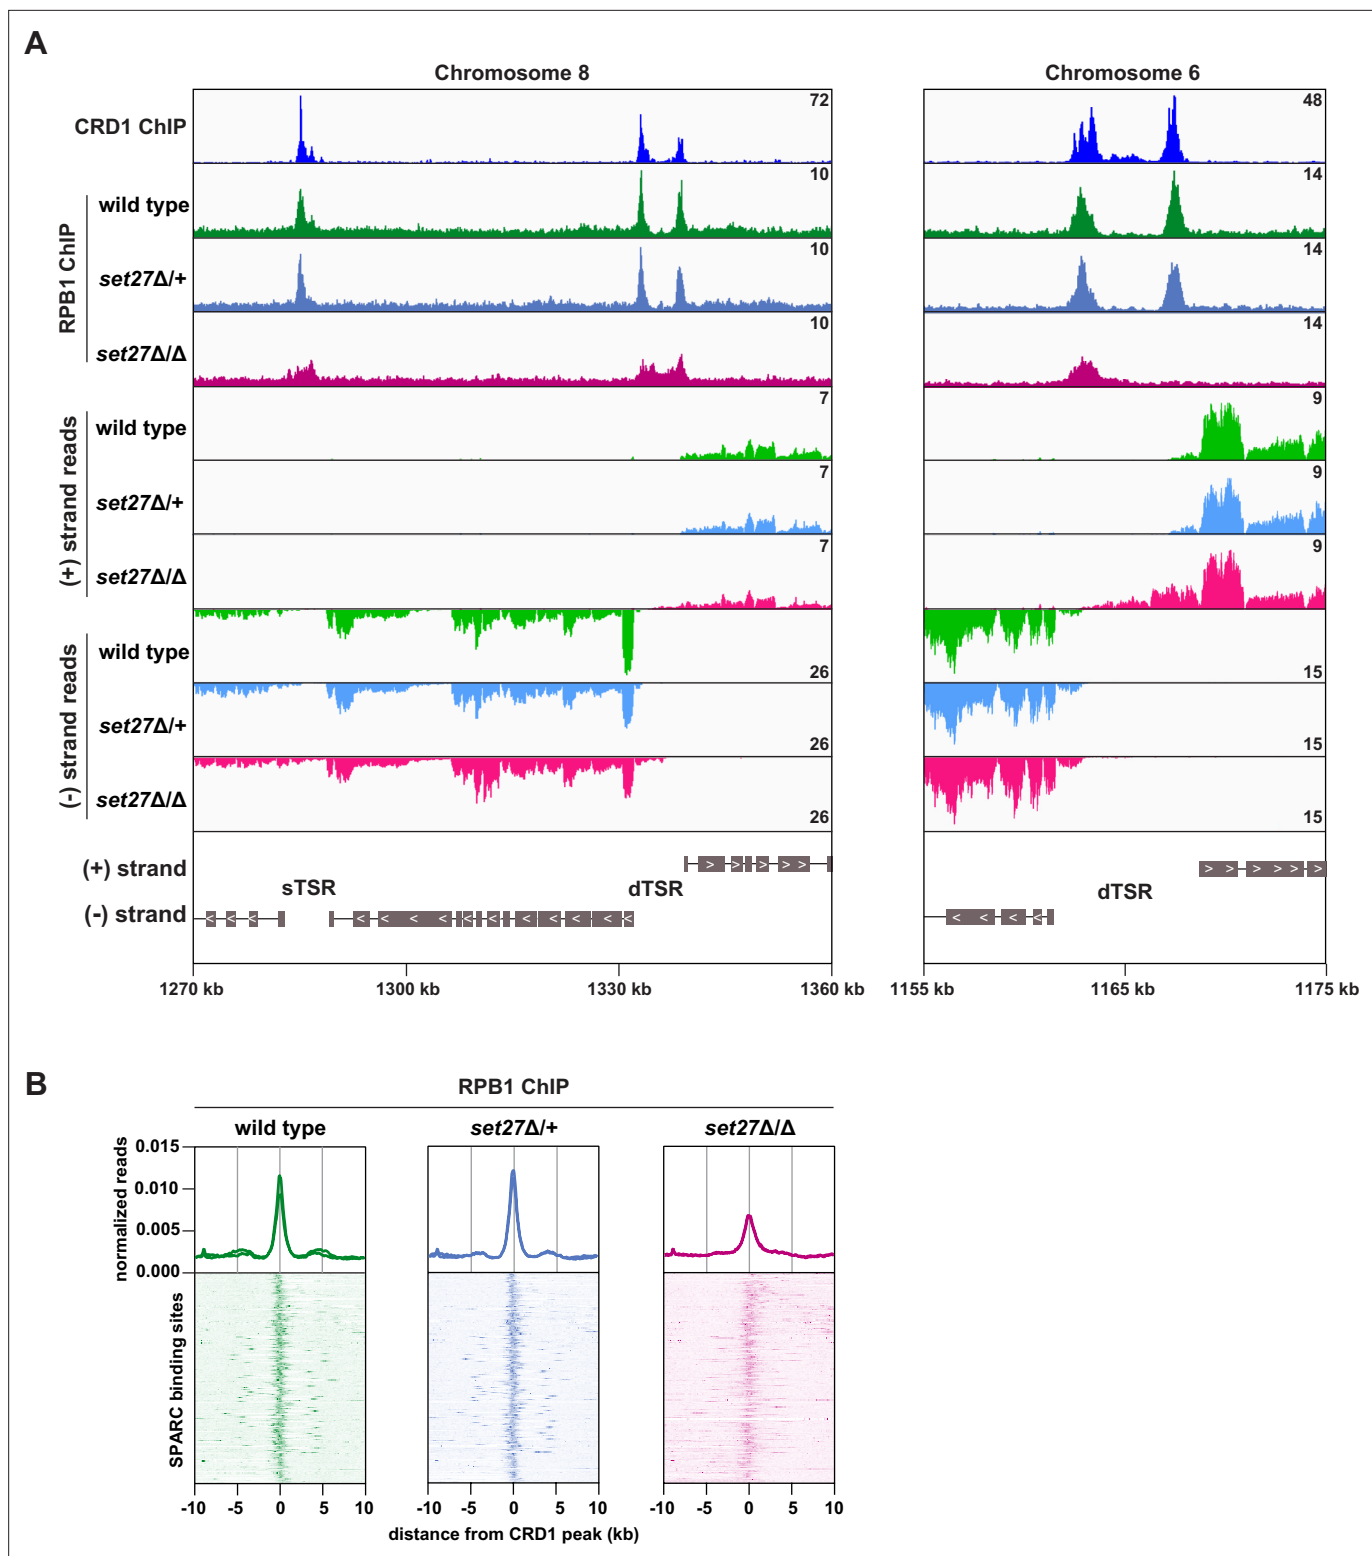 A
Chromosome 8
Chromosome 6
CRD1 ChIP
72
48
RPB1 ChIP
wild type
10
14
set27Δ/+
10
14
set27Δ/Δ
10
14
(+) strand reads
wild type
7
9
set27Δ/+
7
9
set27Δ/Δ
7
9
(-) strand reads
wild type
26
15
set27Δ/+
26
15
set27Δ/Δ
26
15
(+) strand
sTSR
dTSR
dTSR
(-) strand
1270 kb
1300 kb
1330 kb
1360 kb
1155 kb
1165 kb
1175 kb
B
RPB1 ChIP
wild type
set27Δ/+
set27Δ/Δ
normalized reads
0.015
0.010
0.005
0.000
SPARC binding sites
-10 -5 0 5 10
-10 -5 0 5 10
-10 -5 0 5 10
distance from CRD1 peak (kb)